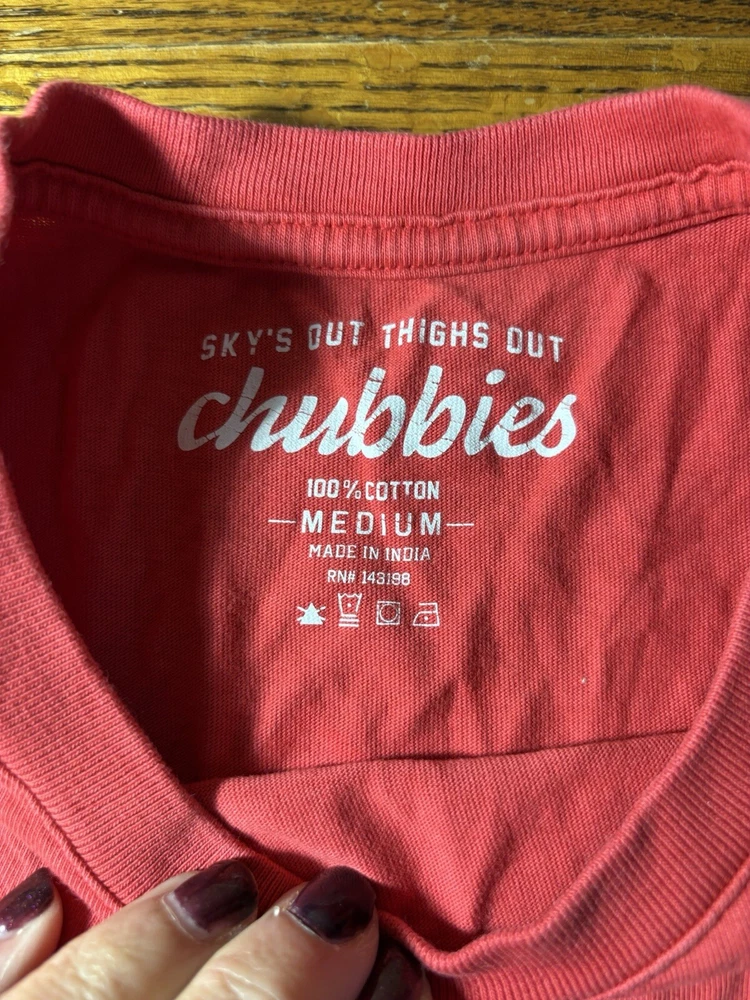 SKY'S OUT THIGHS OUT
chubbies
100% COTTON
—MEDIUM—
MADE IN INDIA
RN# 143198